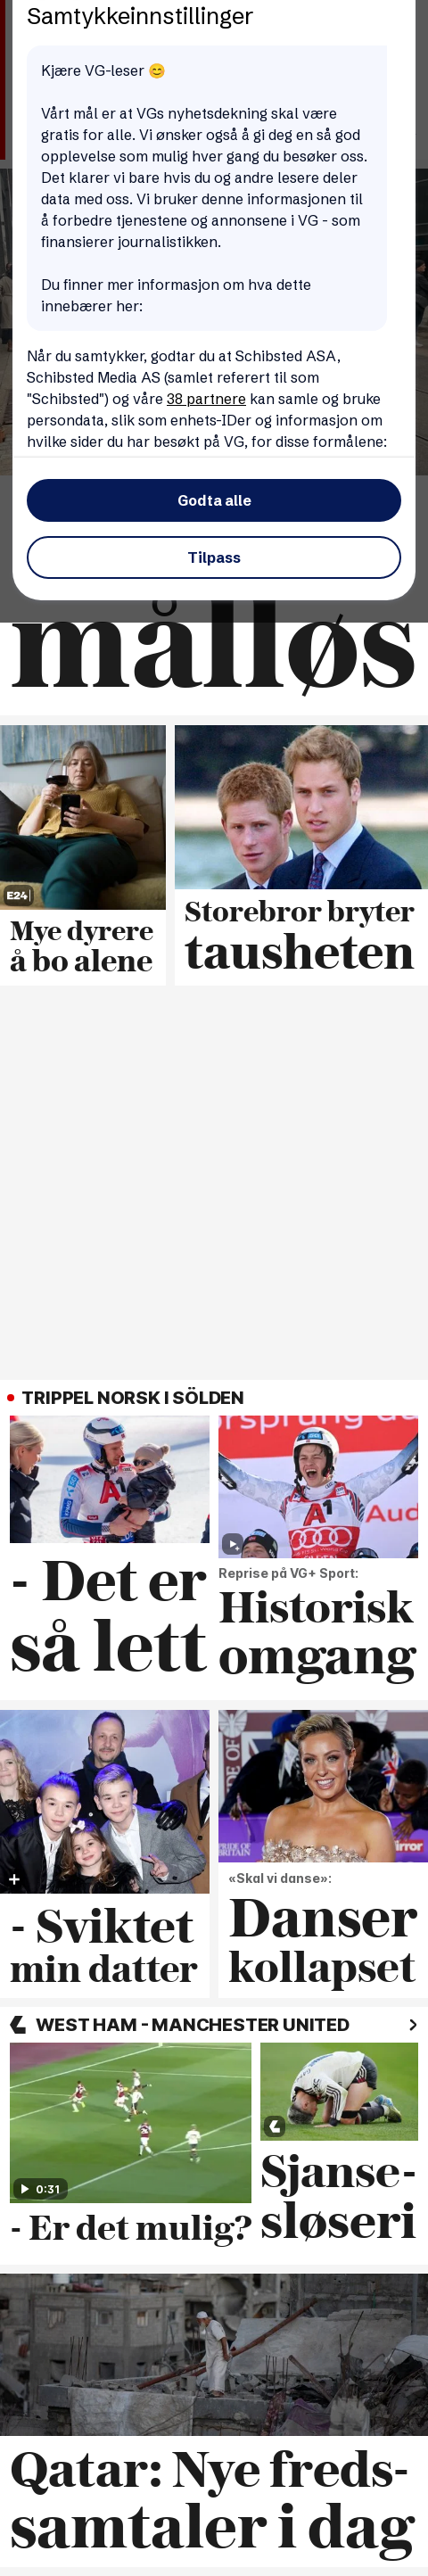 Samtykkeinnstillinger
Kjære VG-leser 😊
Vårt mål er at VGs nyhetsdekning skal være
gratis for alle. Vi ønsker også å gi deg en så god
opplevelse som mulig hver gang du besøker oss.
Det klarer vi bare hvis du og andre lesere deler
data med oss. Vi bruker denne informasjonen til
å forbedre tjenestene og annonsene i VG - som
finansierer journalistikken.
Du finner mer informasjon om hva dette
innebærer her:
Når du samtykker, godtar du at Schibsted ASA,
Schibsted Media AS (samlet referert til som
"Schibsted") og våre 38 partnere kan samle og bruke
persondata, slik som enhets-IDer og informasjon om
hvilke sider du har besøkt på VG, for disse formålene:
Godta alle
Tilpass
målløs
E24
Mye dyrere
å bo alene
Storebror bryter
tausheten
TRIPPEL NORSK I SÖLDEN
- Det er
så lett
A1
Audi
Reprise på VG+ Sport:
Historisk
omgang
- Sviktet
min datter
PRIDE OF
BRITAIN
Mirror
«Skal vi danse»:
Danser
kollapset
WEST HAM - MANCHESTER UNITED
0:31
- Er det mulig?
Sjanse-
sløseri
Qatar: Nye freds-
samtaler i dag